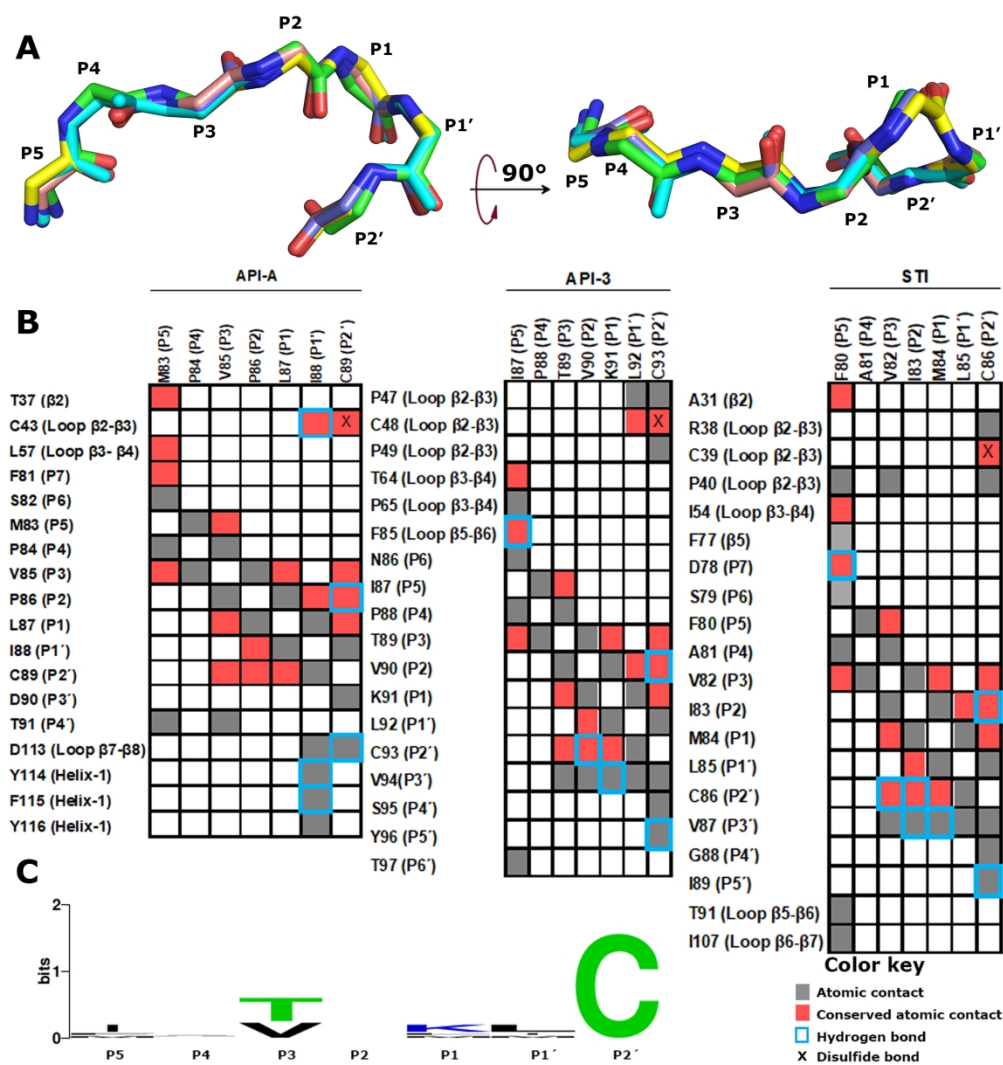 A
P5
P4
P3
P2
P1
P1′
P2′
90°
P5
P4
P3
P2
P1
P1′
P2′
B
API-A
M83 (P5)
P84 (P4)
V85 (P3)
P86 (P2)
L87 (P1)
I88 (P1′)
C89 (P2′)
T37 (β2)
C43 (Loop β2-β3)
L57 (Loop β3- β4)
F81 (P7)
S82 (P6)
M83 (P5)
P84 (P4)
V85 (P3)
P86 (P2)
L87 (P1)
I88 (P1′)
C89 (P2′)
D90 (P3′)
T91 (P4′)
D113 (Loop β7-β8)
Y114 (Helix-1)
F115 (Helix-1)
Y116 (Helix-1)
X
API-3
I87 (P5)
P88 (P4)
T89 (P3)
V90 (P2)
K91 (P1)
L92 (P1′)
C93 (P2′)
P47 (Loop β2-β3)
C48 (Loop β2-β3)
P49 (Loop β2-β3)
T64 (Loop β3-β4)
P65 (Loop β3-β4)
F85 (Loop β5-β6)
N86 (P6)
I87 (P5)
P88 (P4)
T89 (P3)
V90 (P2)
K91 (P1)
L92 (P1′)
C93 (P2′)
V94(P3′)
S95 (P4′)
Y96 (P5′)
T97 (P6′)
X
STI
F80 (P5)
A81 (P4)
V82 (P3)
I83 (P2)
M84 (P1)
L85 (P1′)
C86 (P2′)
A31 (β2)
R38 (Loop β2-β3)
C39 (Loop β2-β3)
P40 (Loop β2-β3)
I54 (Loop β3-β4)
F77 (β5)
D78 (P7)
S79 (P6)
F80 (P5)
A81 (P4)
V82 (P3)
I83 (P2)
M84 (P1)
L85 (P1′)
C86 (P2′)
V87 (P3′)
G88 (P4′)
I89 (P5′)
T91 (Loop β5-β6)
I107 (Loop β6-β7)
X
Color key
Atomic contact
Conserved atomic contact
Hydrogen bond
x Disulfide bond
C
bits
2
1
0
T
V
K
C
P5 P4 P3 P2 P1 P1′ P2′